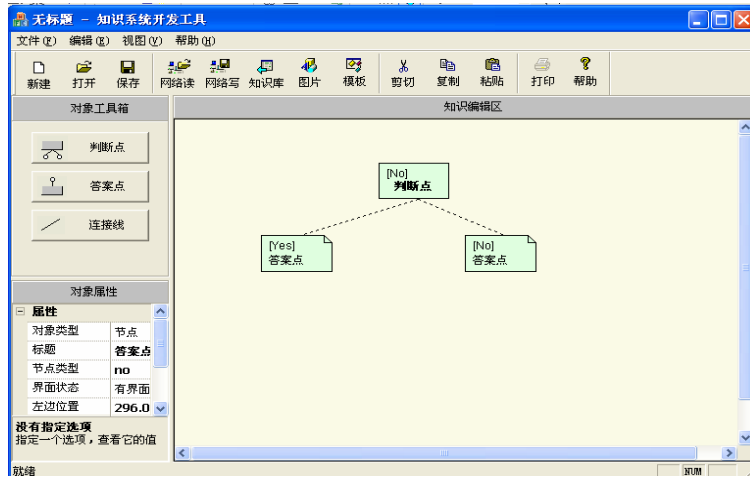 无标题 - 知识系统开发工具
文件(F) 编辑(E) 视图(V) 帮助(H)
新建 打开 保存 网络读 网络写 知识库 图片 模板 剪切 复制 粘贴 打印 帮助
对象工具箱
知识编辑区
判断点
答案点
连接线
[No]
判断点
[Yes]
答案点
[No]
答案点
对象属性
属性
对象类型 节点
标题 答案点
节点类型 no
界面状态 有界面
左边位置 296.0
没有指定选项
指定一个选项，查看它的值
就绪
NUM